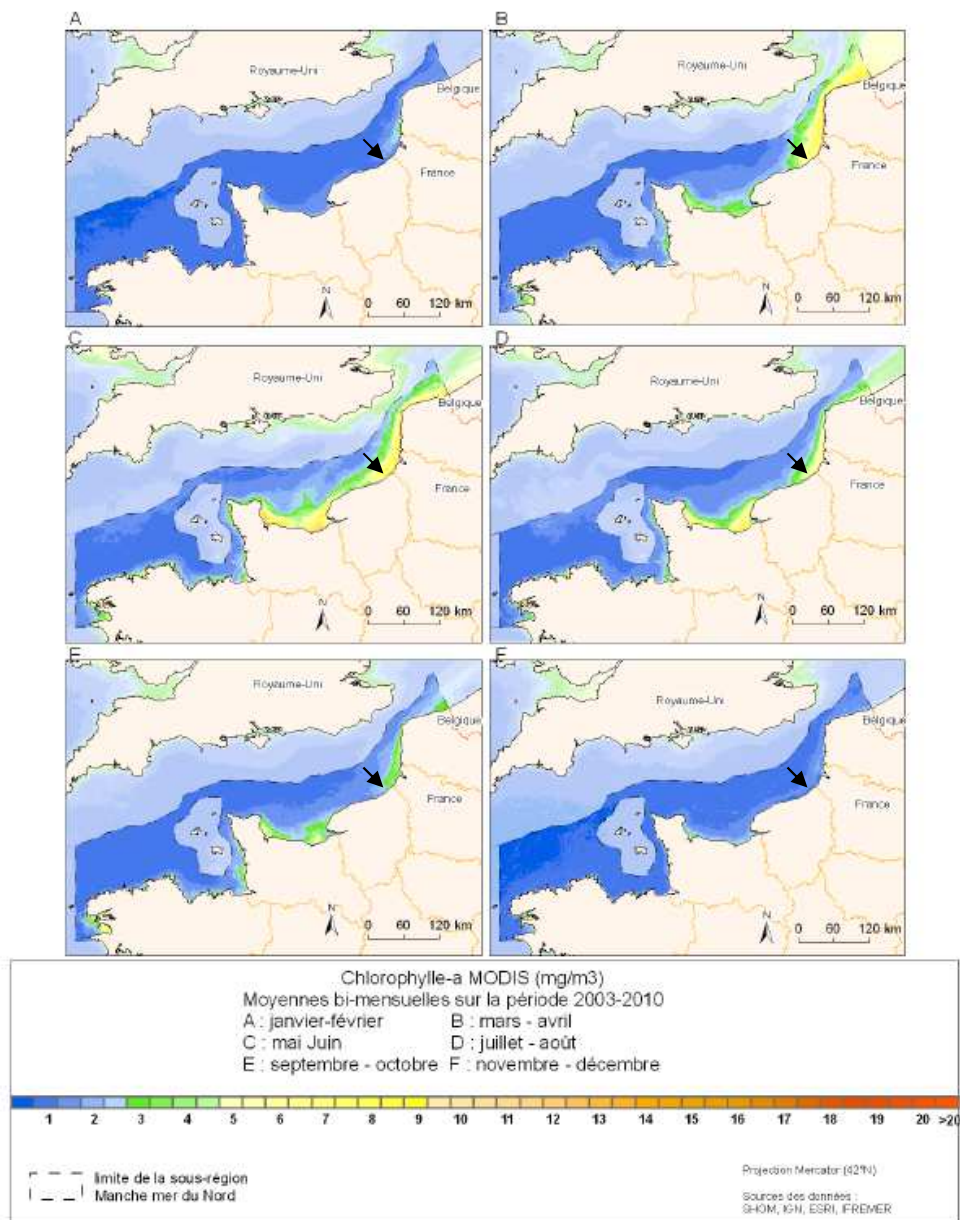 A
Royaume-Uni
Belgique
France
N
0 60 120 km
B
Royaume-Uni
Belgique
France
N
0 60 120 km
C
Royaume-Uni
Belgique
France
N
0 60 120 km
D
Royaume-Uni
Belgique
France
N
0 60 120 km
E
Royaume-Uni
Belgique
France
N
0 60 120 km
F
Royaume-Uni
Belgique
France
N
0 60 120 km
Chlorophylle-a MODIS (mg/m3)
Moyennes bi-mensuelles sur la période 2003-2010
A : janvier-février B : mars - avril
C : mai Juin D : juillet - août
E : septembre - octobre F : novembre - décembre
1 2 3 4 5 6 7 8 9 10 11 12 13 14 15 16 17 18 19 20 >20
limite de la sous-région
Manche mer du Nord
Projection Mercator (42°N)
Sources des données :
SHOM, IGN, ESRI, IFREMER